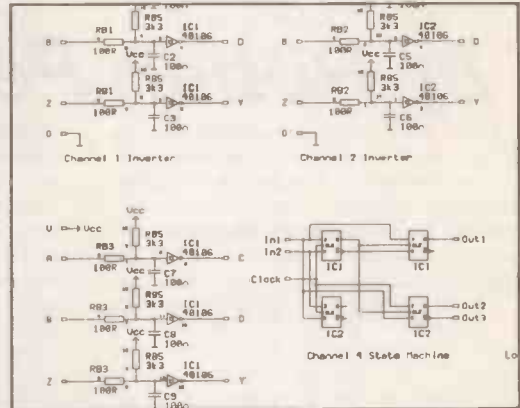 100n
100n
RB5
3k3
IC1
40106
RB1
B
D
100R
C2
100n
Vcc
RB5
3k3
IC1
40106
RB1
Z
Y
100R
C3
100n
0
Channel 1 Inverter
RB5
3k3
IC2
40106
RB2
B
D
100R
C5
100n
Vcc
RB5
3k3
IC2
40106
RB2
Z
Y
100R
C6
100n
0
Channel 2 Inverter
V
Vcc
Vcc
RB5
3k3
IC1
40106
RB3
A
C
100R
C7
100n
Vcc
RB5
3k3
IC1
40106
RB3
B
D
100R
C8
100n
Vcc
RB5
3k3
IC1
40106
RB3
Z
Y
100R
C9
100n
In1
In2
Clock
IC1
IC1
Out1
IC2
IC2
Out2
Out3
Channel 4 State Machine
Lo